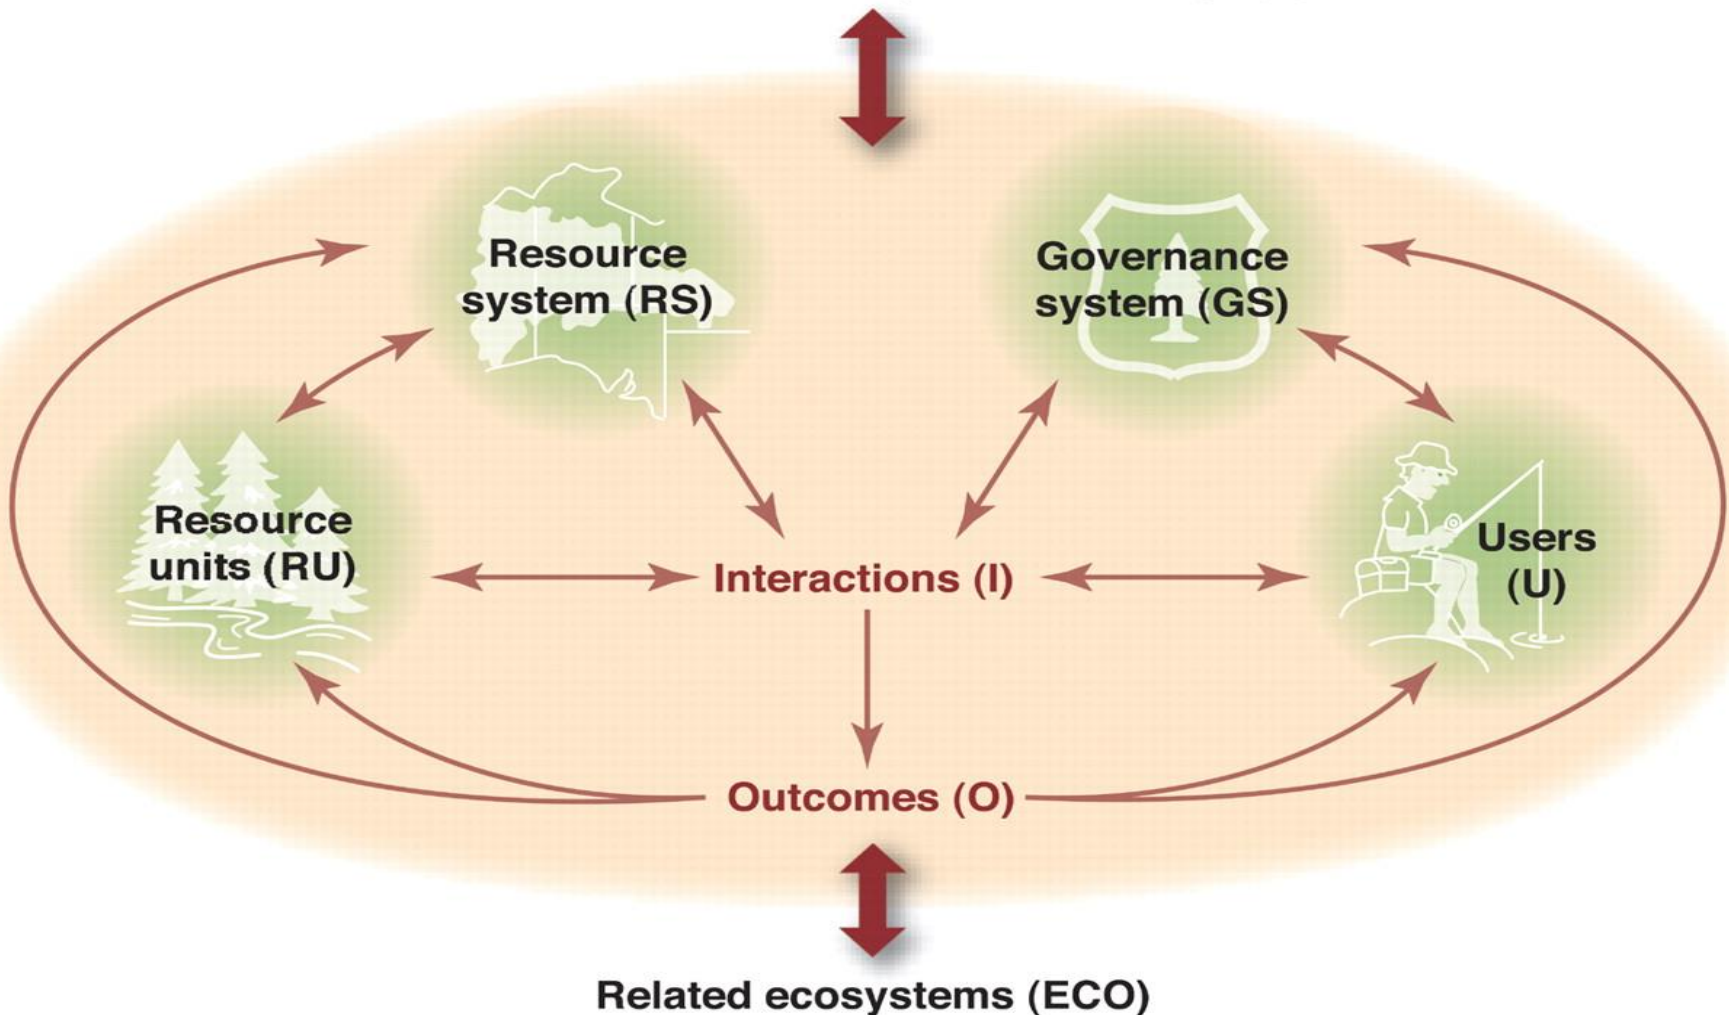 Resource
system (RS)
Governance
system (GS)
Resource
units (RU)
Interactions (I)
Users
(U)
Outcomes (O)
Related ecosystems (ECO)